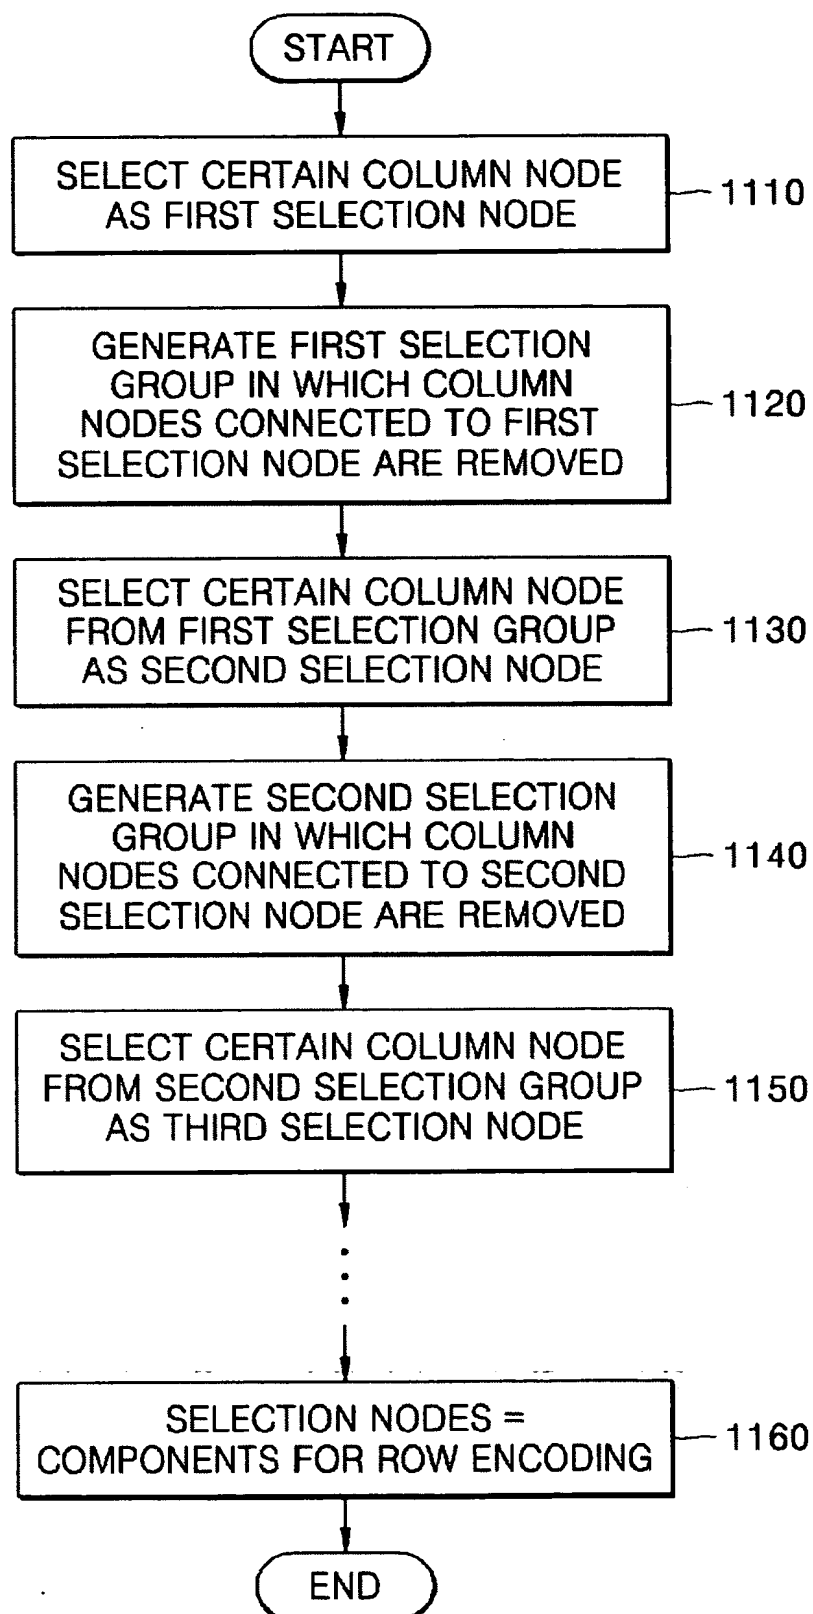 START
SELECT CERTAIN COLUMN NODE
AS FIRST SELECTION NODE
1110
GENERATE FIRST SELECTION
GROUP IN WHICH COLUMN
NODES CONNECTED TO FIRST
SELECTION NODE ARE REMOVED
1120
SELECT CERTAIN COLUMN NODE
FROM FIRST SELECTION GROUP
AS SECOND SELECTION NODE
1130
GENERATE SECOND SELECTION
GROUP IN WHICH COLUMN
NODES CONNECTED TO SECOND
SELECTION NODE ARE REMOVED
1140
SELECT CERTAIN COLUMN NODE
FROM SECOND SELECTION GROUP
AS THIRD SELECTION NODE
1150
SELECTION NODES =
COMPONENTS FOR ROW ENCODING
1160
END